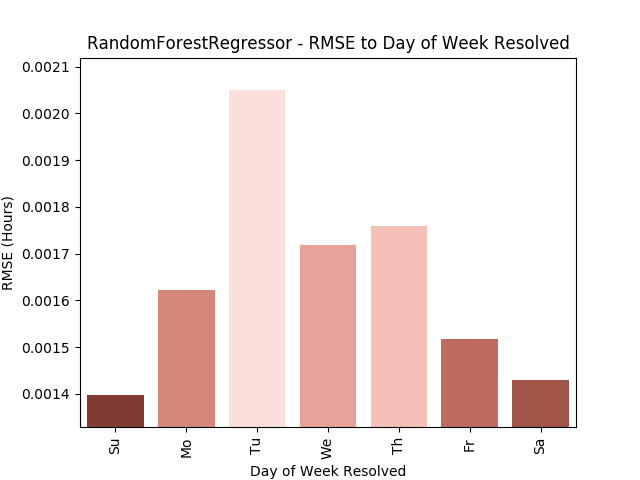 RandomForestRegressor - RMSE to Day of Week Resolved
0.0021
0.0020
0.0019
0.0018
0.0017
0.0016
0.0015
0.0014
RMSE (Hours)
Su Mo Tu We Th Fr Sa
Day of Week Resolved